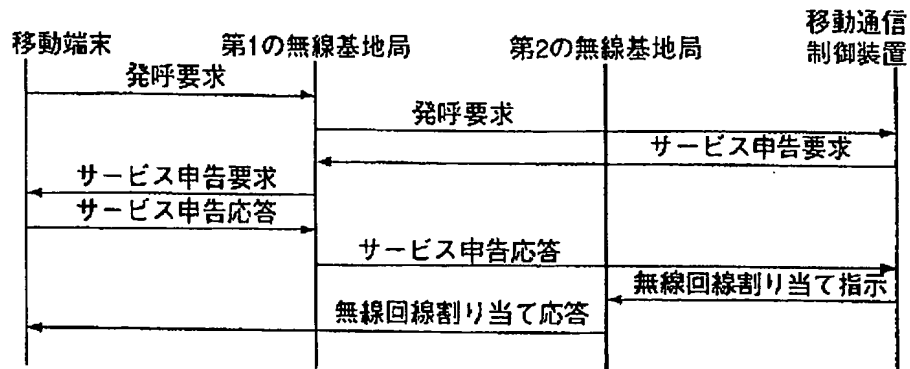 移動端末
第1の無線基地局
第2の無線基地局
移動通信
制御装置
発呼要求
発呼要求
サービス申告要求
サービス申告要求
サービス申告応答
サービス申告応答
無線回線割り当て指示
無線回線割り当て応答